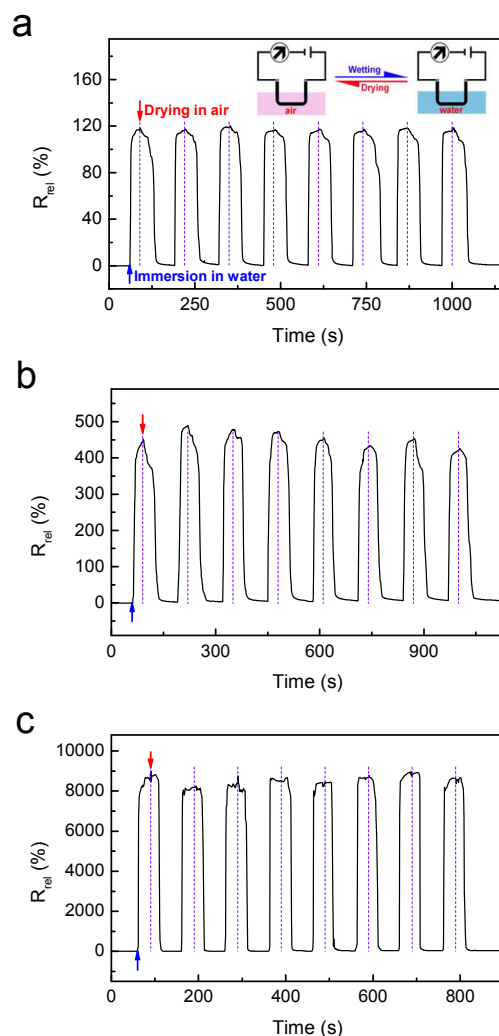 a
Wetting
Drying
air
water
Drying in air
Immersion in water
160
120
80
40
0
R_rel (%)
0 250 500 750 1000
Time (s)
b
500
400
300
200
100
0
R_rel (%)
0 300 600 900
Time (s)
c
10000
8000
6000
4000
2000
0
R_rel (%)
0 200 400 600 800
Time (s)